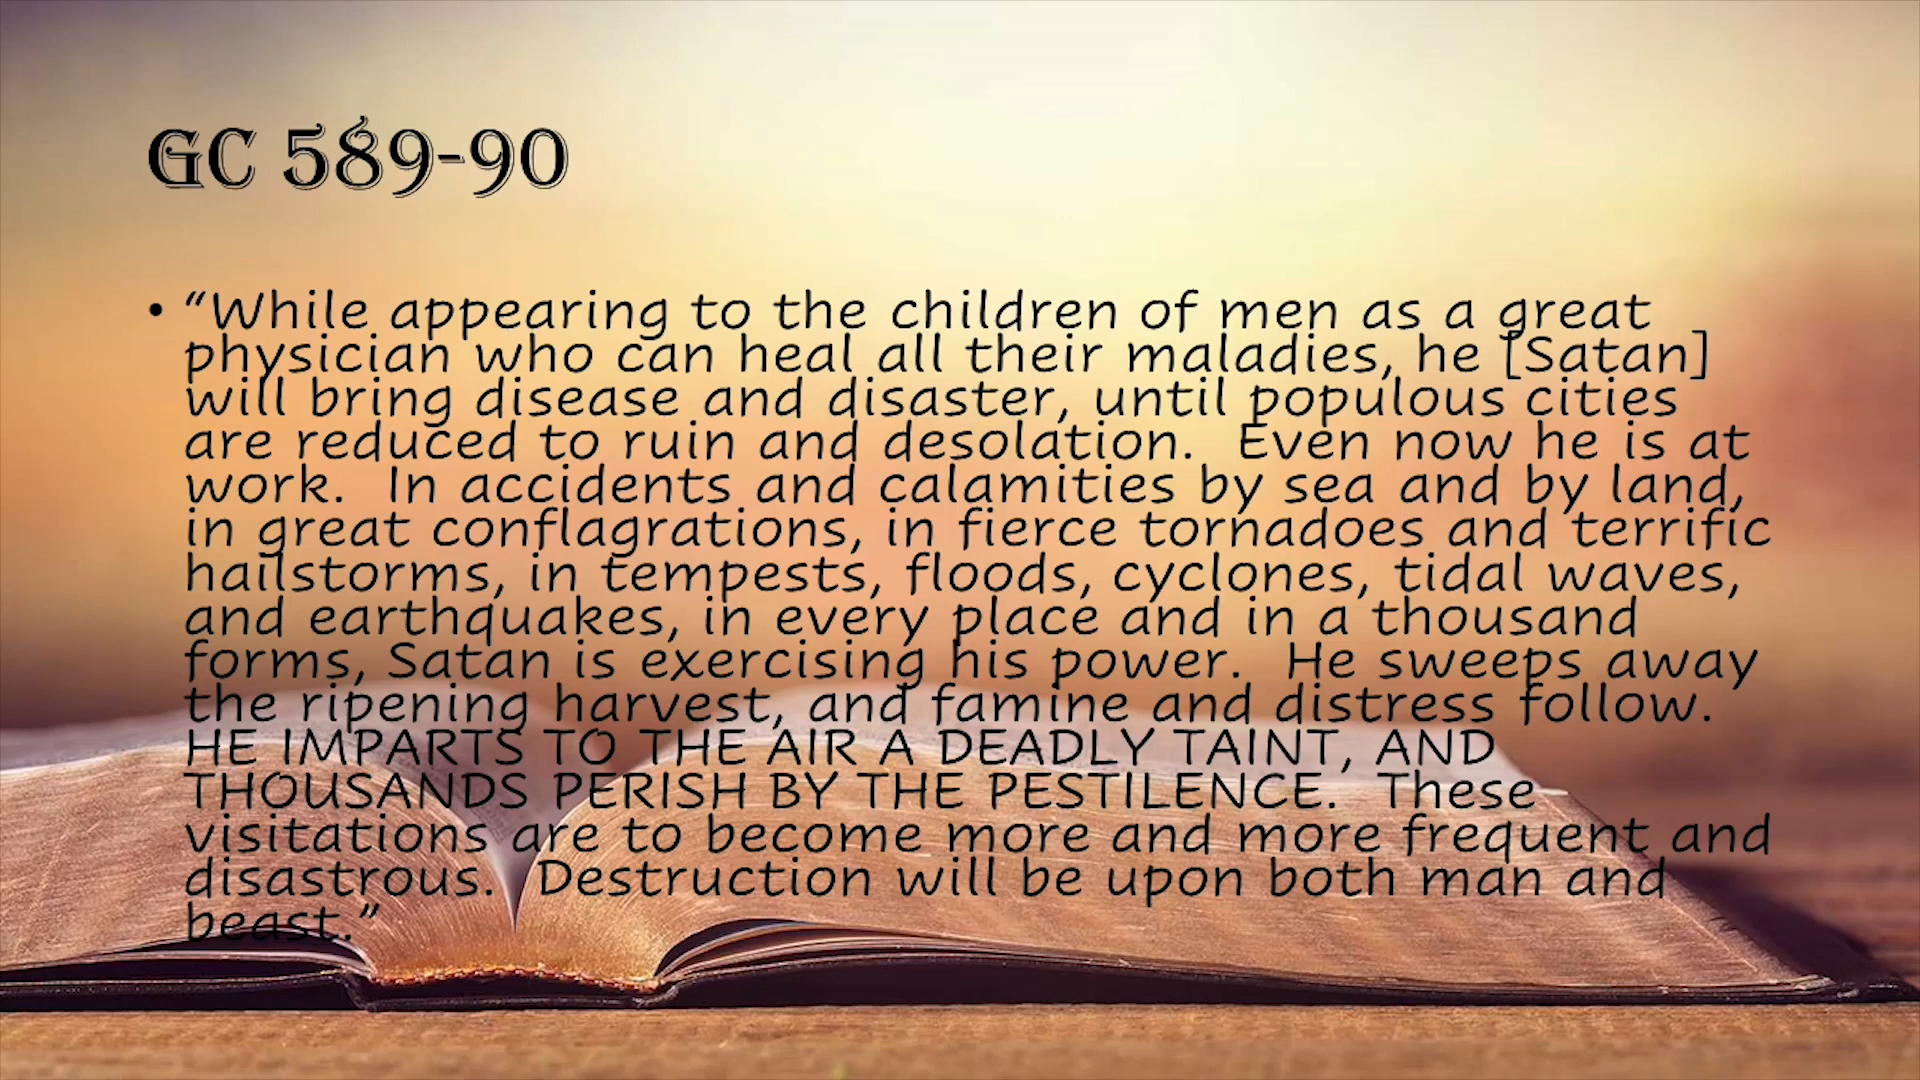 GC 589-90
• “While appearing to the children of men as a great
physician who can heal all their maladies, he [Satan]
will bring disease and disaster, until populous cities
are reduced to ruin and desolation.  Even now he is at
work.  In accidents and calamities by sea and by land,
in great conflagrations, in fierce tornadoes and terrific
hailstorms, in tempests, floods, cyclones, tidal waves,
and earthquakes, in every place and in a thousand
forms, Satan is exercising his power.  He sweeps away
the ripening harvest, and famine and distress follow.
HE IMPARTS TO THE AIR A DEADLY TAINT, AND
THOUSANDS PERISH BY THE PESTILENCE.  These
visitations are to become more and more frequent and
disastrous.  Destruction will be upon both man and
beast.”